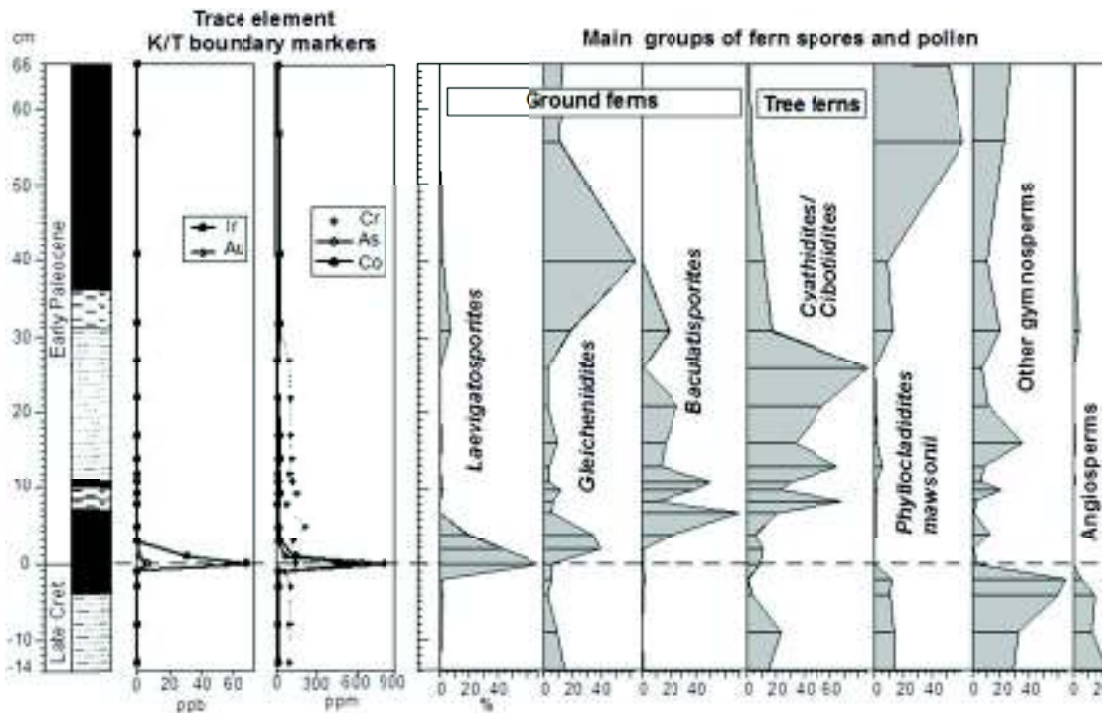 Trace element
K/T boundary markers
Main groups of fern spores and pollen
cm
66
60
50
40
30
20
10
0
-10
-14
Early Paleocene
Late Cret
Ir
Au
Cr
As
Co
Ground ferns
Tree ferns
Laevigatosporites
Gleicheniidites
Baculatisporites
Cyathidites/
Cibotiidites
Phyllocladidites
mawsonii
Other gymnosperms
Angiosperms
0 20 40 60
ppb
300 600 900
ppm
20 40
%
0 20 40
0 20 40
0 20 40 60
0 20 40
0 20 40
0